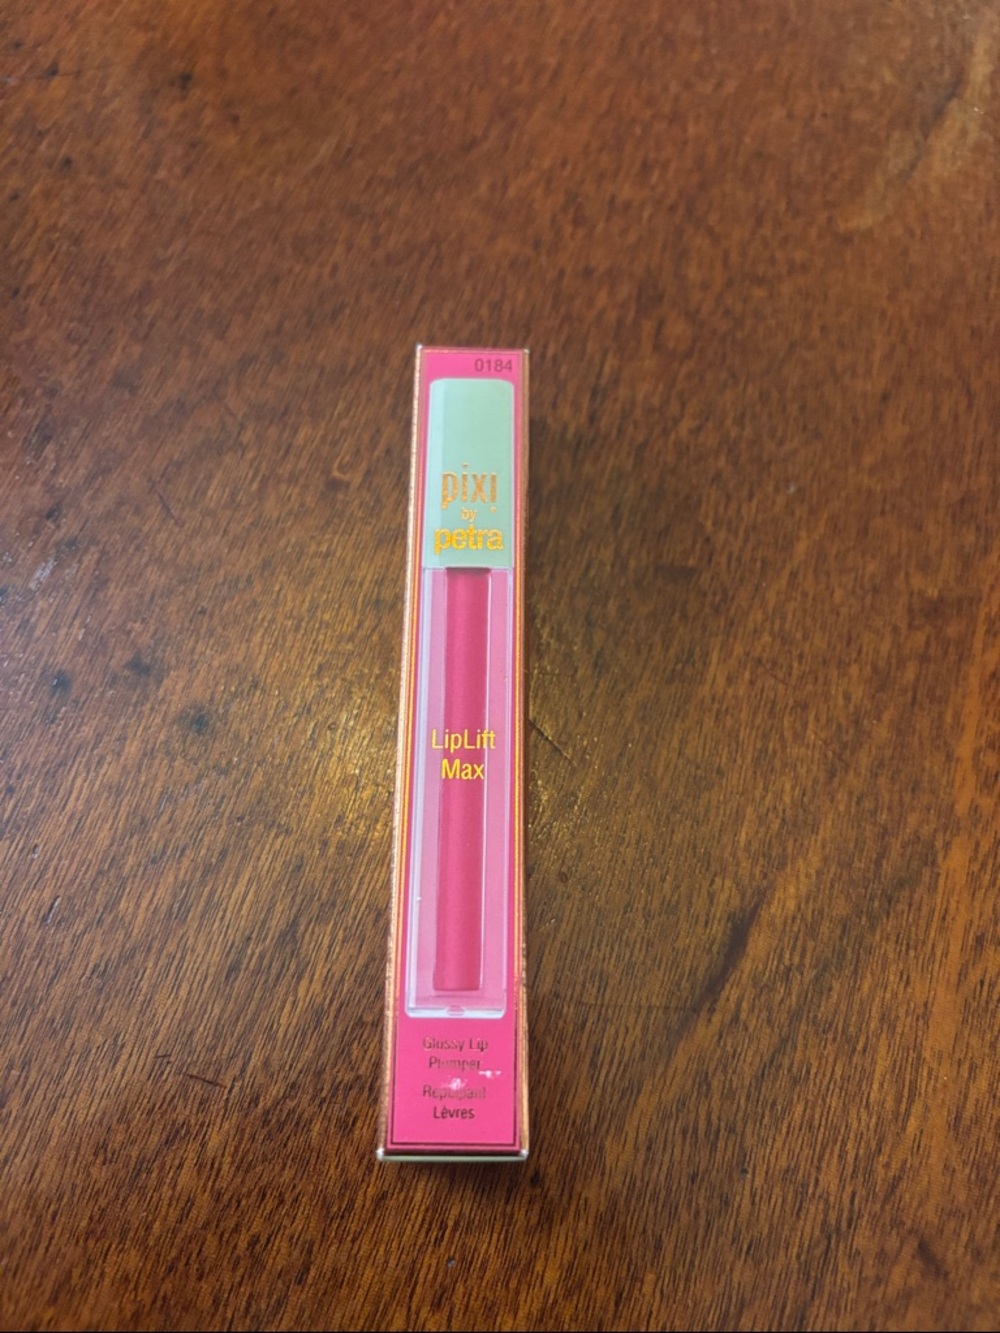 0184
pixi
by
petra
LipLift
Max
Glossy Lip
Plumper
Repulpant
Lèvres